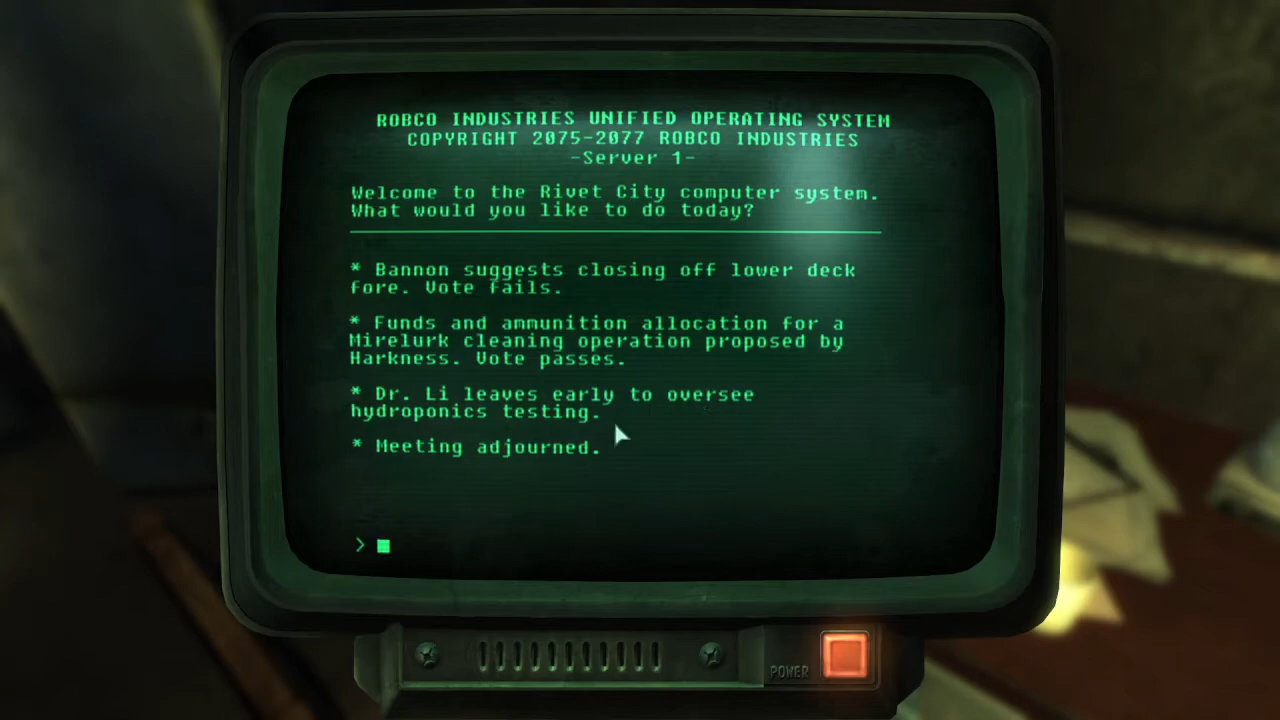 ROBCO INDUSTRIES UNIFIED OPERATING SYSTEM
COPYRIGHT 2075-2077 ROBCO INDUSTRIES
-Server 1-
Welcome to the Rivet City computer system.
What would you like to do today?
* Bannon suggests closing off lower deck
fore. Vote fails.
* Funds and ammunition allocation for a
Mirelurk cleaning operation proposed by
Harkness. Vote passes.
* Dr. Li leaves early to oversee
hydroponics testing.
* Meeting adjourned.
>
POWER